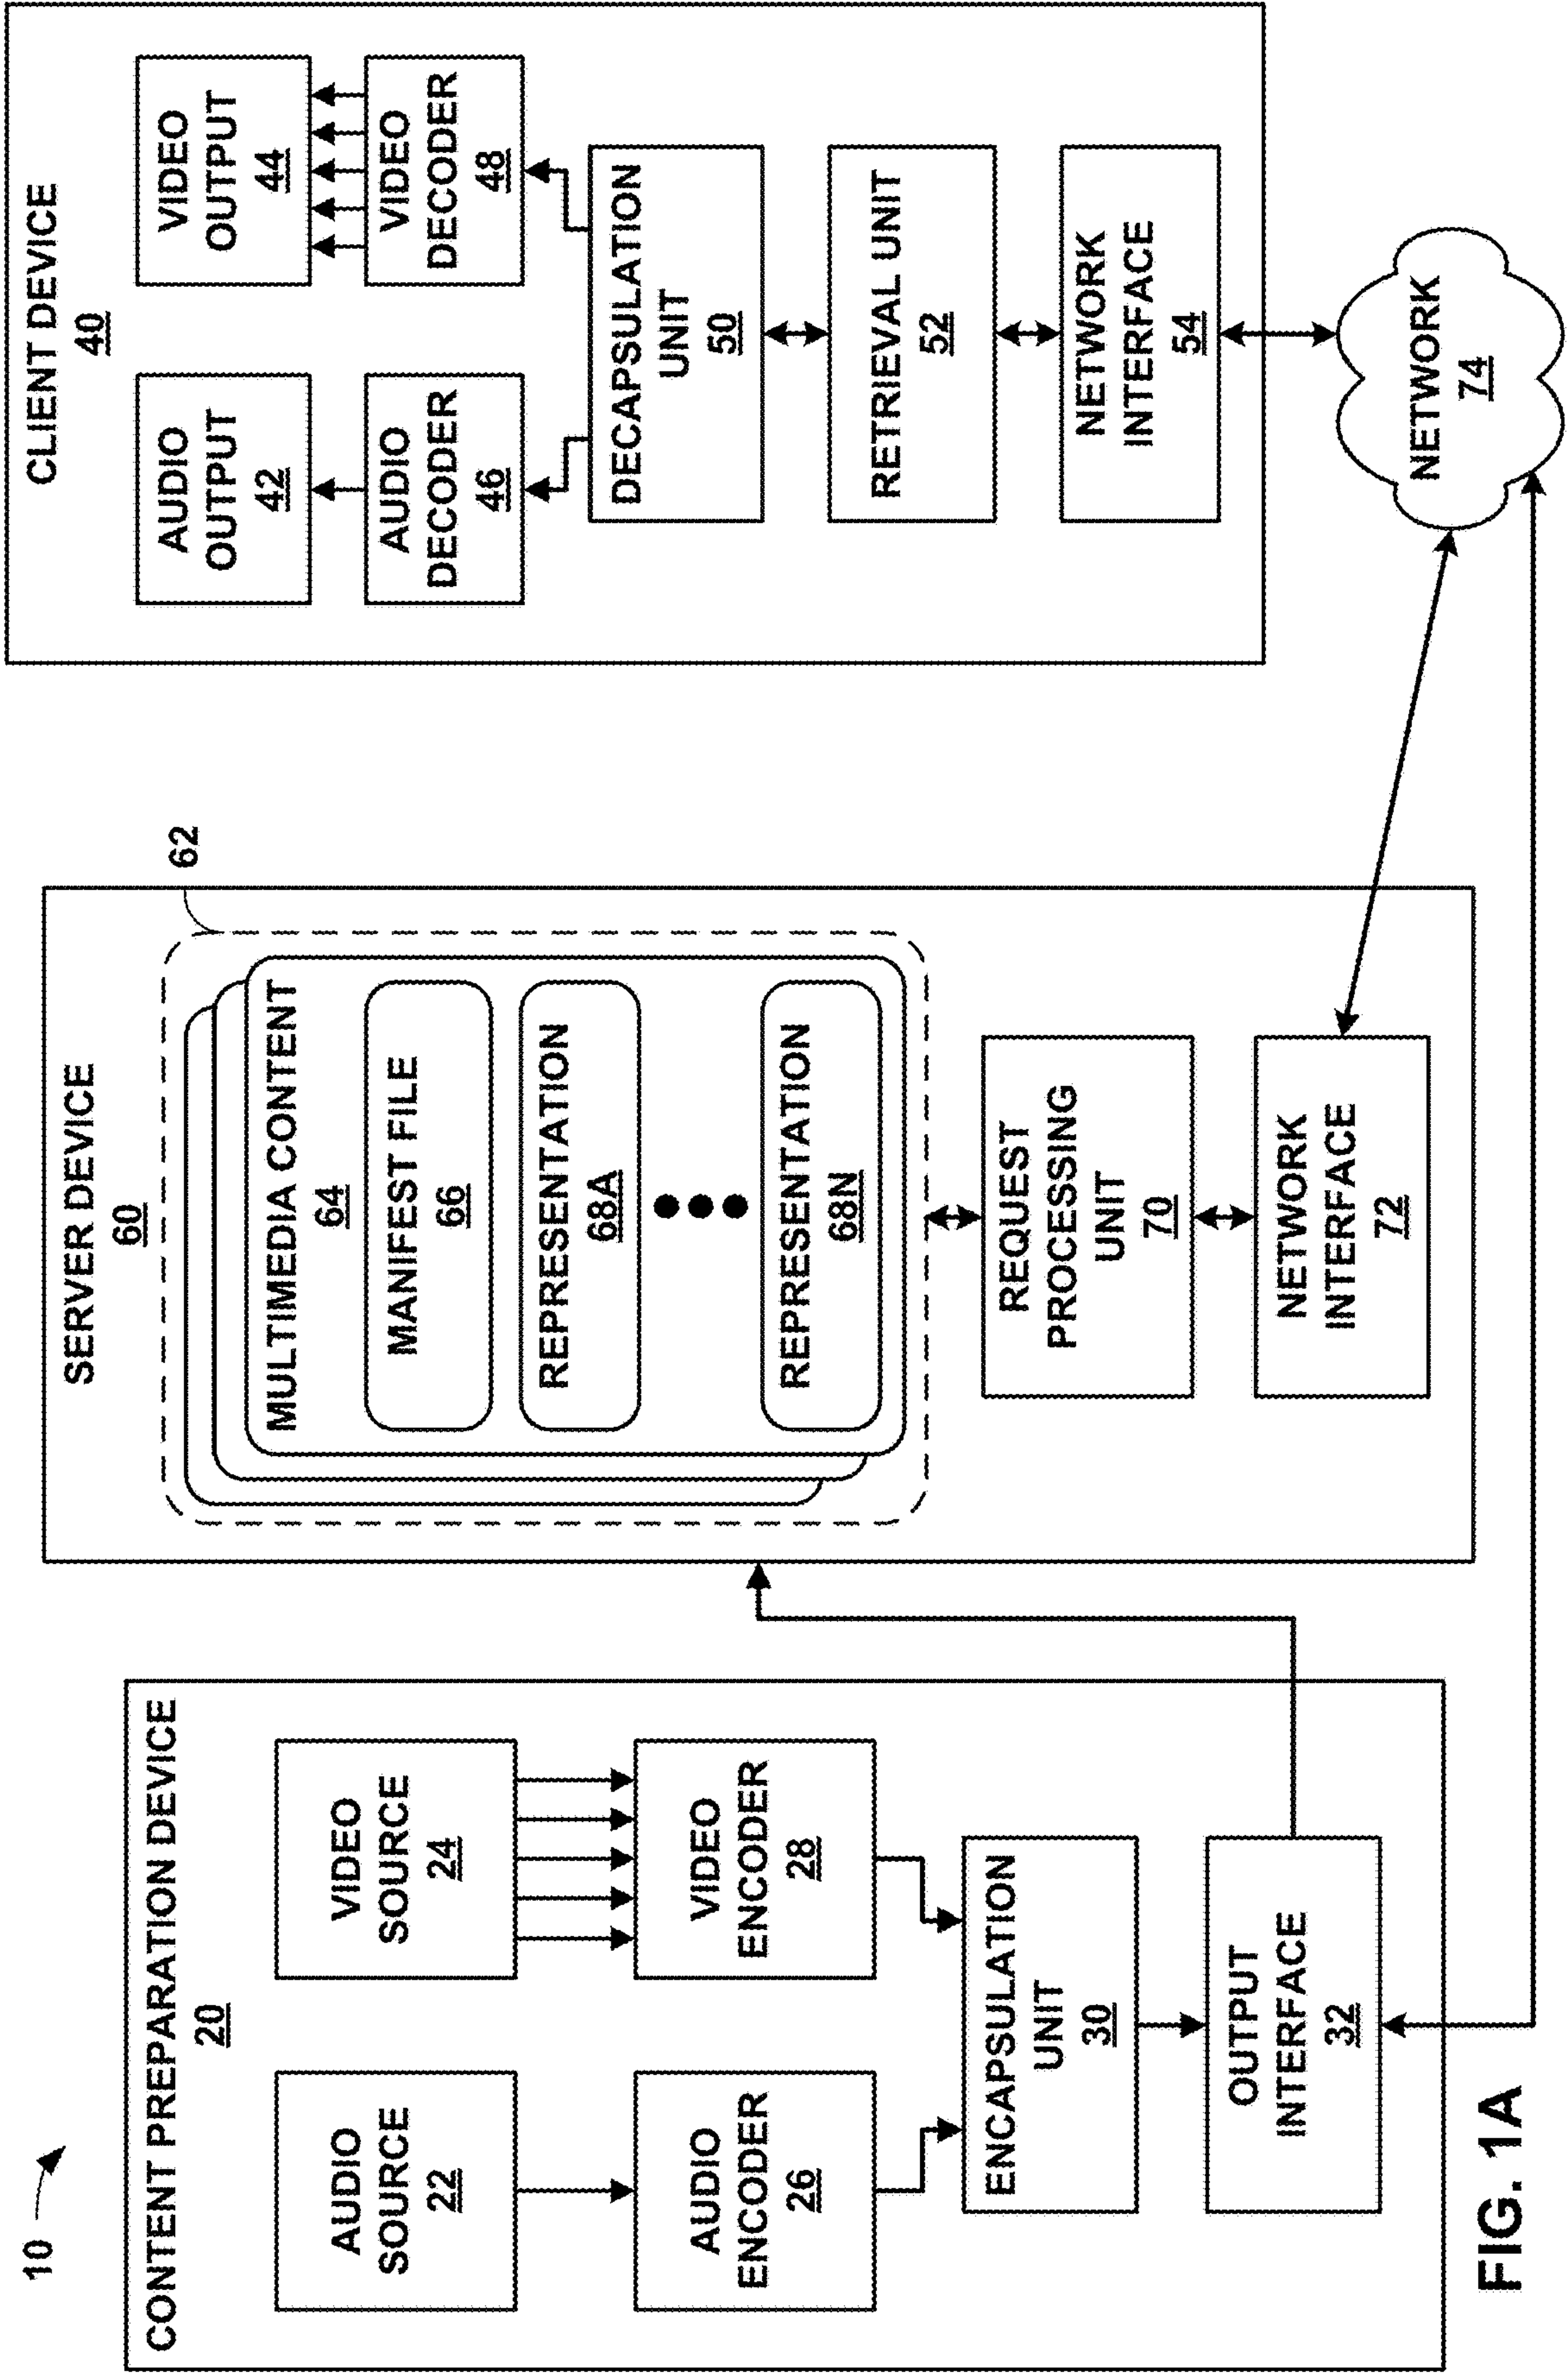 10
CONTENT PREPARATION DEVICE
20
AUDIO
SOURCE
22
VIDEO
SOURCE
24
AUDIO
ENCODER
26
VIDEO
ENCODER
28
ENCAPSULATION
UNIT
30
OUTPUT
INTERFACE
32
SERVER DEVICE
60
62
MULTIMEDIA CONTENT
64
MANIFEST FILE
66
REPRESENTATION
68A
REPRESENTATION
68N
REQUEST
PROCESSING
UNIT
70
NETWORK
INTERFACE
72
CLIENT DEVICE
40
AUDIO
OUTPUT
42
VIDEO
OUTPUT
44
AUDIO
DECODER
46
VIDEO
DECODER
48
DECAPSULATION
UNIT
50
RETRIEVAL UNIT
52
NETWORK
INTERFACE
54
NETWORK
74
FIG. 1A